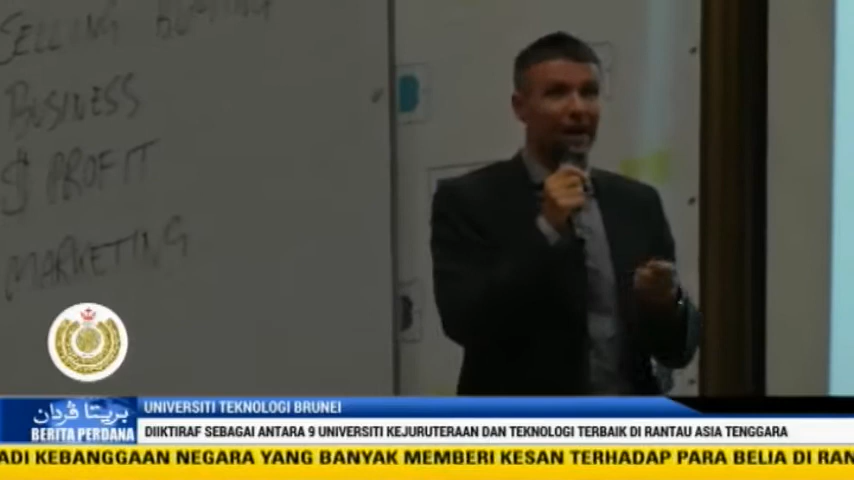 SELLING BUYING
BUSINESS
$ PROFIT
MARKETING
بريتا ڤردان
BERITA PERDANA
UNIVERSITI TEKNOLOGI BRUNEI
DIIKTIRAF SEBAGAI ANTARA 9 UNIVERSITI KEJURUTERAAN DAN TEKNOLOGI TERBAIK DI RANTAU ASIA TENGGARA
ADI KEBANGGAAN NEGARA YANG BANYAK MEMBERI KESAN TERHADAP PARA BELIA DI RAN